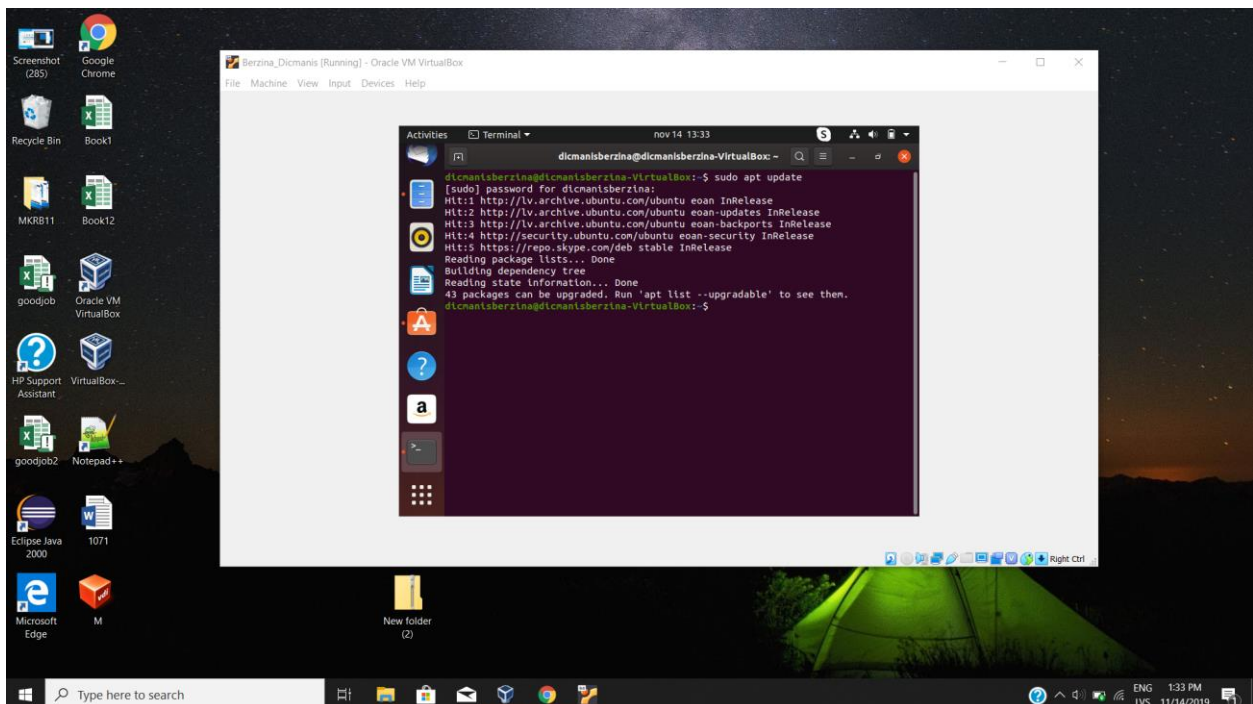 Screenshot (285)
Google Chrome
Recycle Bin
Book1
MKRB11
Book12
goodjob
Oracle VM VirtualBox
HP Support Assistant
VirtualBox-...
goodjob2
Notepad++
Eclipse Java 2000
1071
Microsoft Edge
M
New folder (2)
Berzina_Dicmanis [Running] - Oracle VM VirtualBox
File Machine View Input Devices Help
Activities Terminal nov 14 13:33
dicmanisberzina@dicmanisberzina-VirtualBox: ~
dicmanisberzina@dicmanisberzina-VirtualBox:~$ sudo apt update
[sudo] password for dicmanisberzina:
Hit:1 http://lv.archive.ubuntu.com/ubuntu eoan InRelease
Hit:2 http://lv.archive.ubuntu.com/ubuntu eoan-updates InRelease
Hit:3 http://lv.archive.ubuntu.com/ubuntu eoan-backports InRelease
Hit:4 http://security.ubuntu.com/ubuntu eoan-security InRelease
Hit:5 https://repo.skype.com/deb stable InRelease
Reading package lists... Done
Building dependency tree
Reading state information... Done
43 packages can be upgraded. Run 'apt list --upgradable' to see them.
dicmanisberzina@dicmanisberzina-VirtualBox:~$
Right Ctrl
Type here to search
ENG 1:33 PM
LVS 11/14/2019